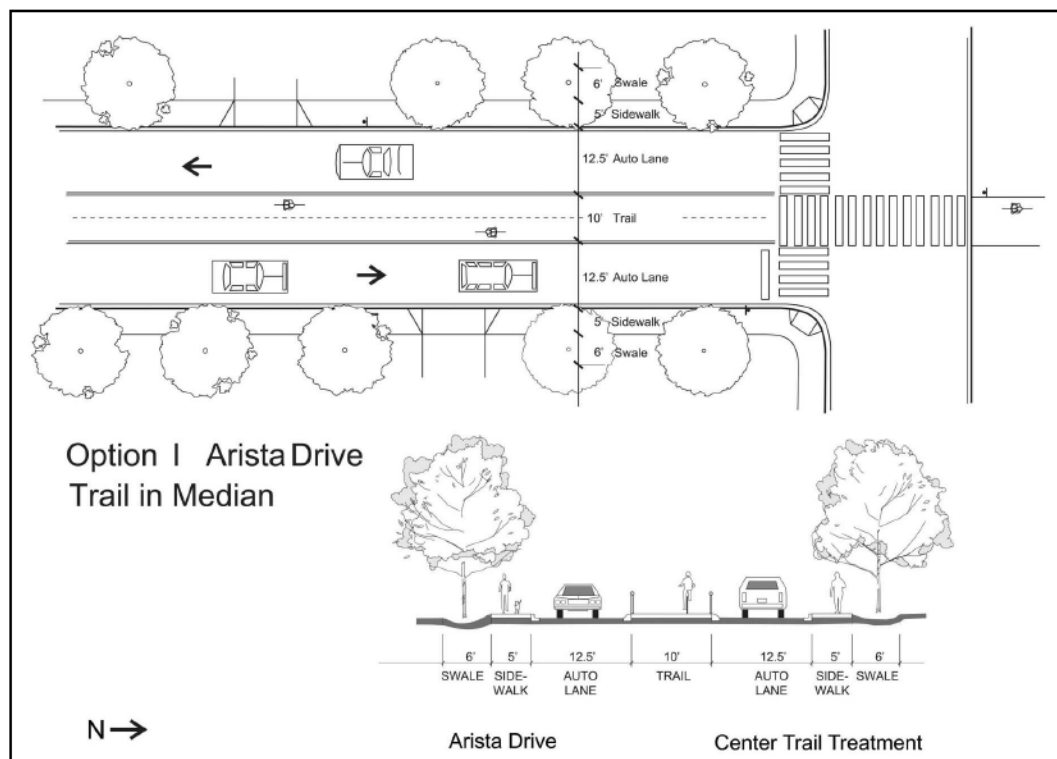 6' Swale
5' Sidewalk
12.5' Auto Lane
10' Trail
12.5' Auto Lane
5' Sidewalk
6' Swale
Option I Arista Drive
Trail in Median
6' 5' 12.5' 10' 12.5' 5' 6'
SWALE SIDE- AUTO TRAIL AUTO SIDE- SWALE
WALK LANE LANE WALK
N
Arista Drive Center Trail Treatment